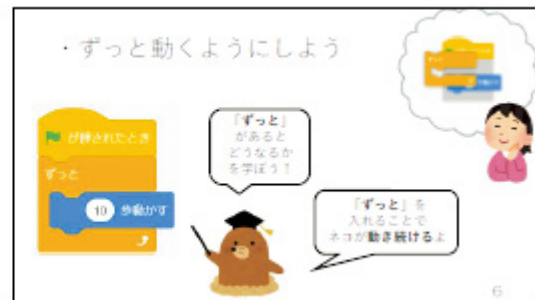 ・ずっと動くようにしよう
が押されたとき
ずっと
10 歩動かす
「ずっと」
があると
どうなるか
を学ぼう！
「ずっと」を
入れることで
ネコが動き続けるよ
6